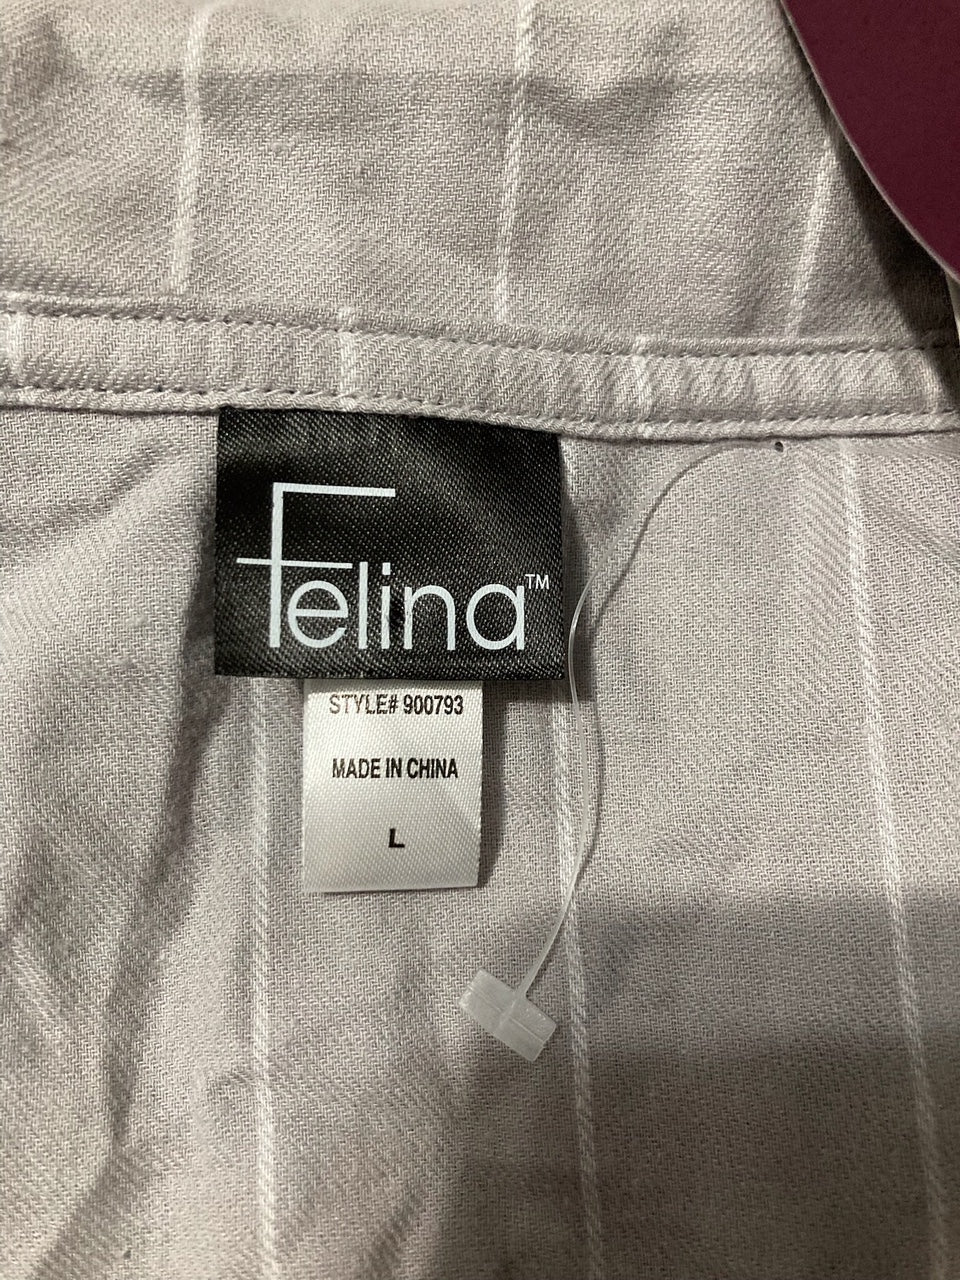 Felina™
STYLE# 900793
MADE IN CHINA
L